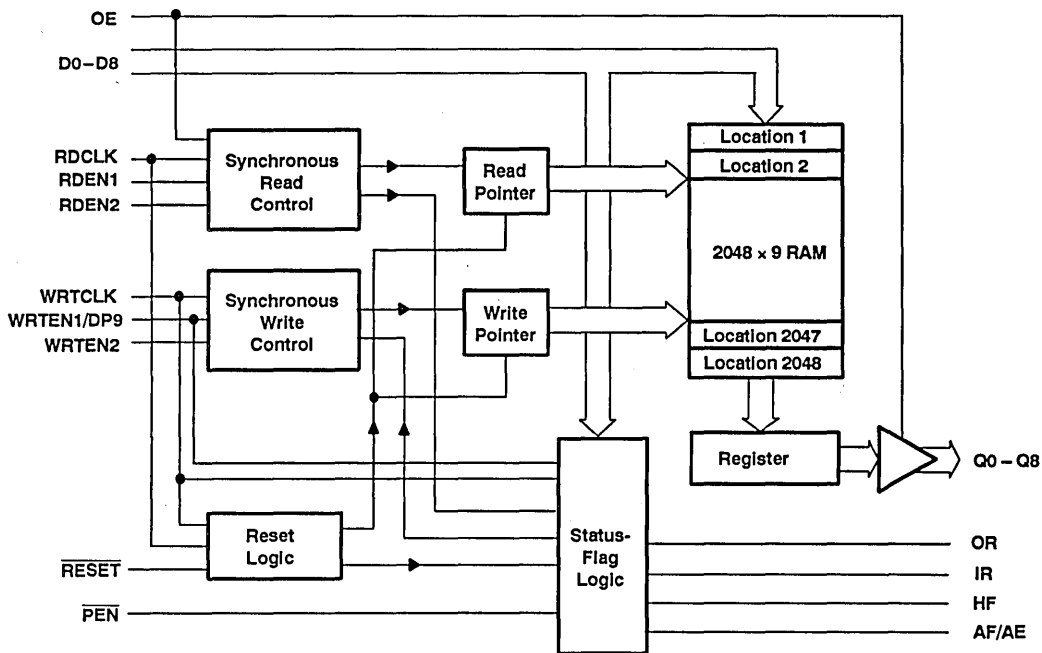 OE
D0–D8
RDCLK
RDEN1
RDEN2
Synchronous
Read
Control
Read
Pointer
Location 1
Location 2
2048 × 9 RAM
Location 2047
Location 2048
WRTCLK
WRTEN1/DP9
WRTEN2
Synchronous
Write
Control
Write
Pointer
Register
Q0 – Q8
Reset
Logic
RESET
PEN
Status-
Flag
Logic
OR
IR
HF
AF/AE